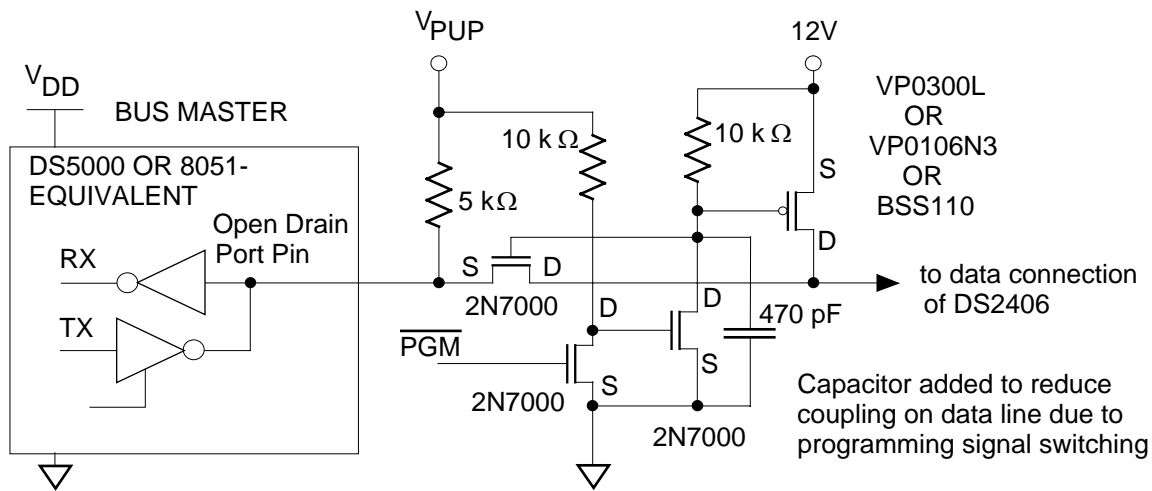 VPUP
12V
VDD
BUS MASTER
VP0300L
OR
VP0106N3
OR
BSS110
DS5000 OR 8051-
EQUIVALENT
10 k Ω
10 k Ω
S
5 kΩ
Open Drain
Port Pin
D
RX
S
D
2N7000
to data connection
of DS2406
TX
D
D
470 pF
PGM
S
S
2N7000
2N7000
Capacitor added to reduce
coupling on data line due to
programming signal switching